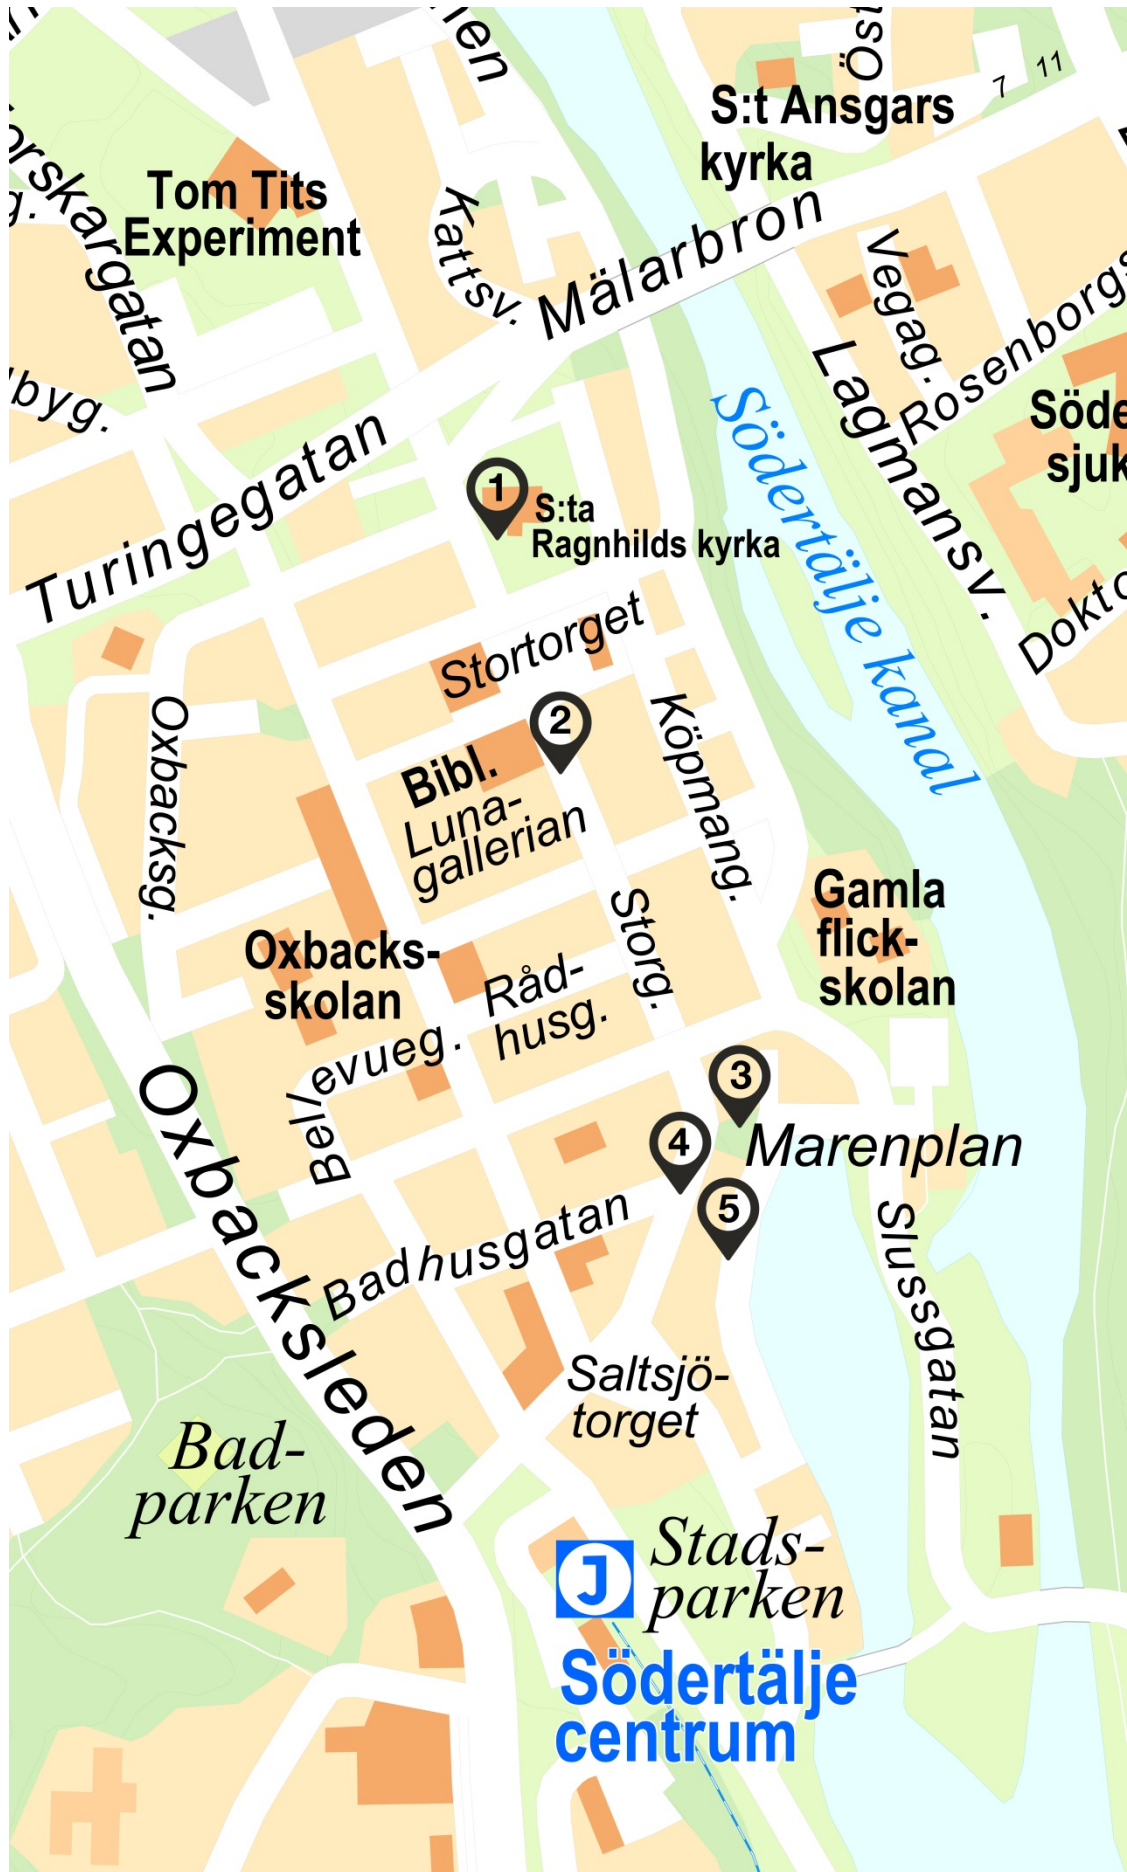 S:t Ansgars
kyrka
7 11
Tom Tits
Experiment
Kattsv.
Mälarbron
Vegag.
Lagmansv.
Turingegatan
Södertälje kanal
1
S:ta
Ragnhilds kyrka
Stortorget
2
Oxbacksg.
Bibl.
Luna-
gallerian
Köpmang.
Storg.
Gamla
flick-
skolan
Oxbacks-
skolan
Råd-
husg.
Bellevueg.
3
4
Marenplan
5
Oxbacksleden
Badhusgatan
Slussgatan
Saltsjö-
torget
Bad-
parken
J
Stads-
parken
Södertälje
centrum